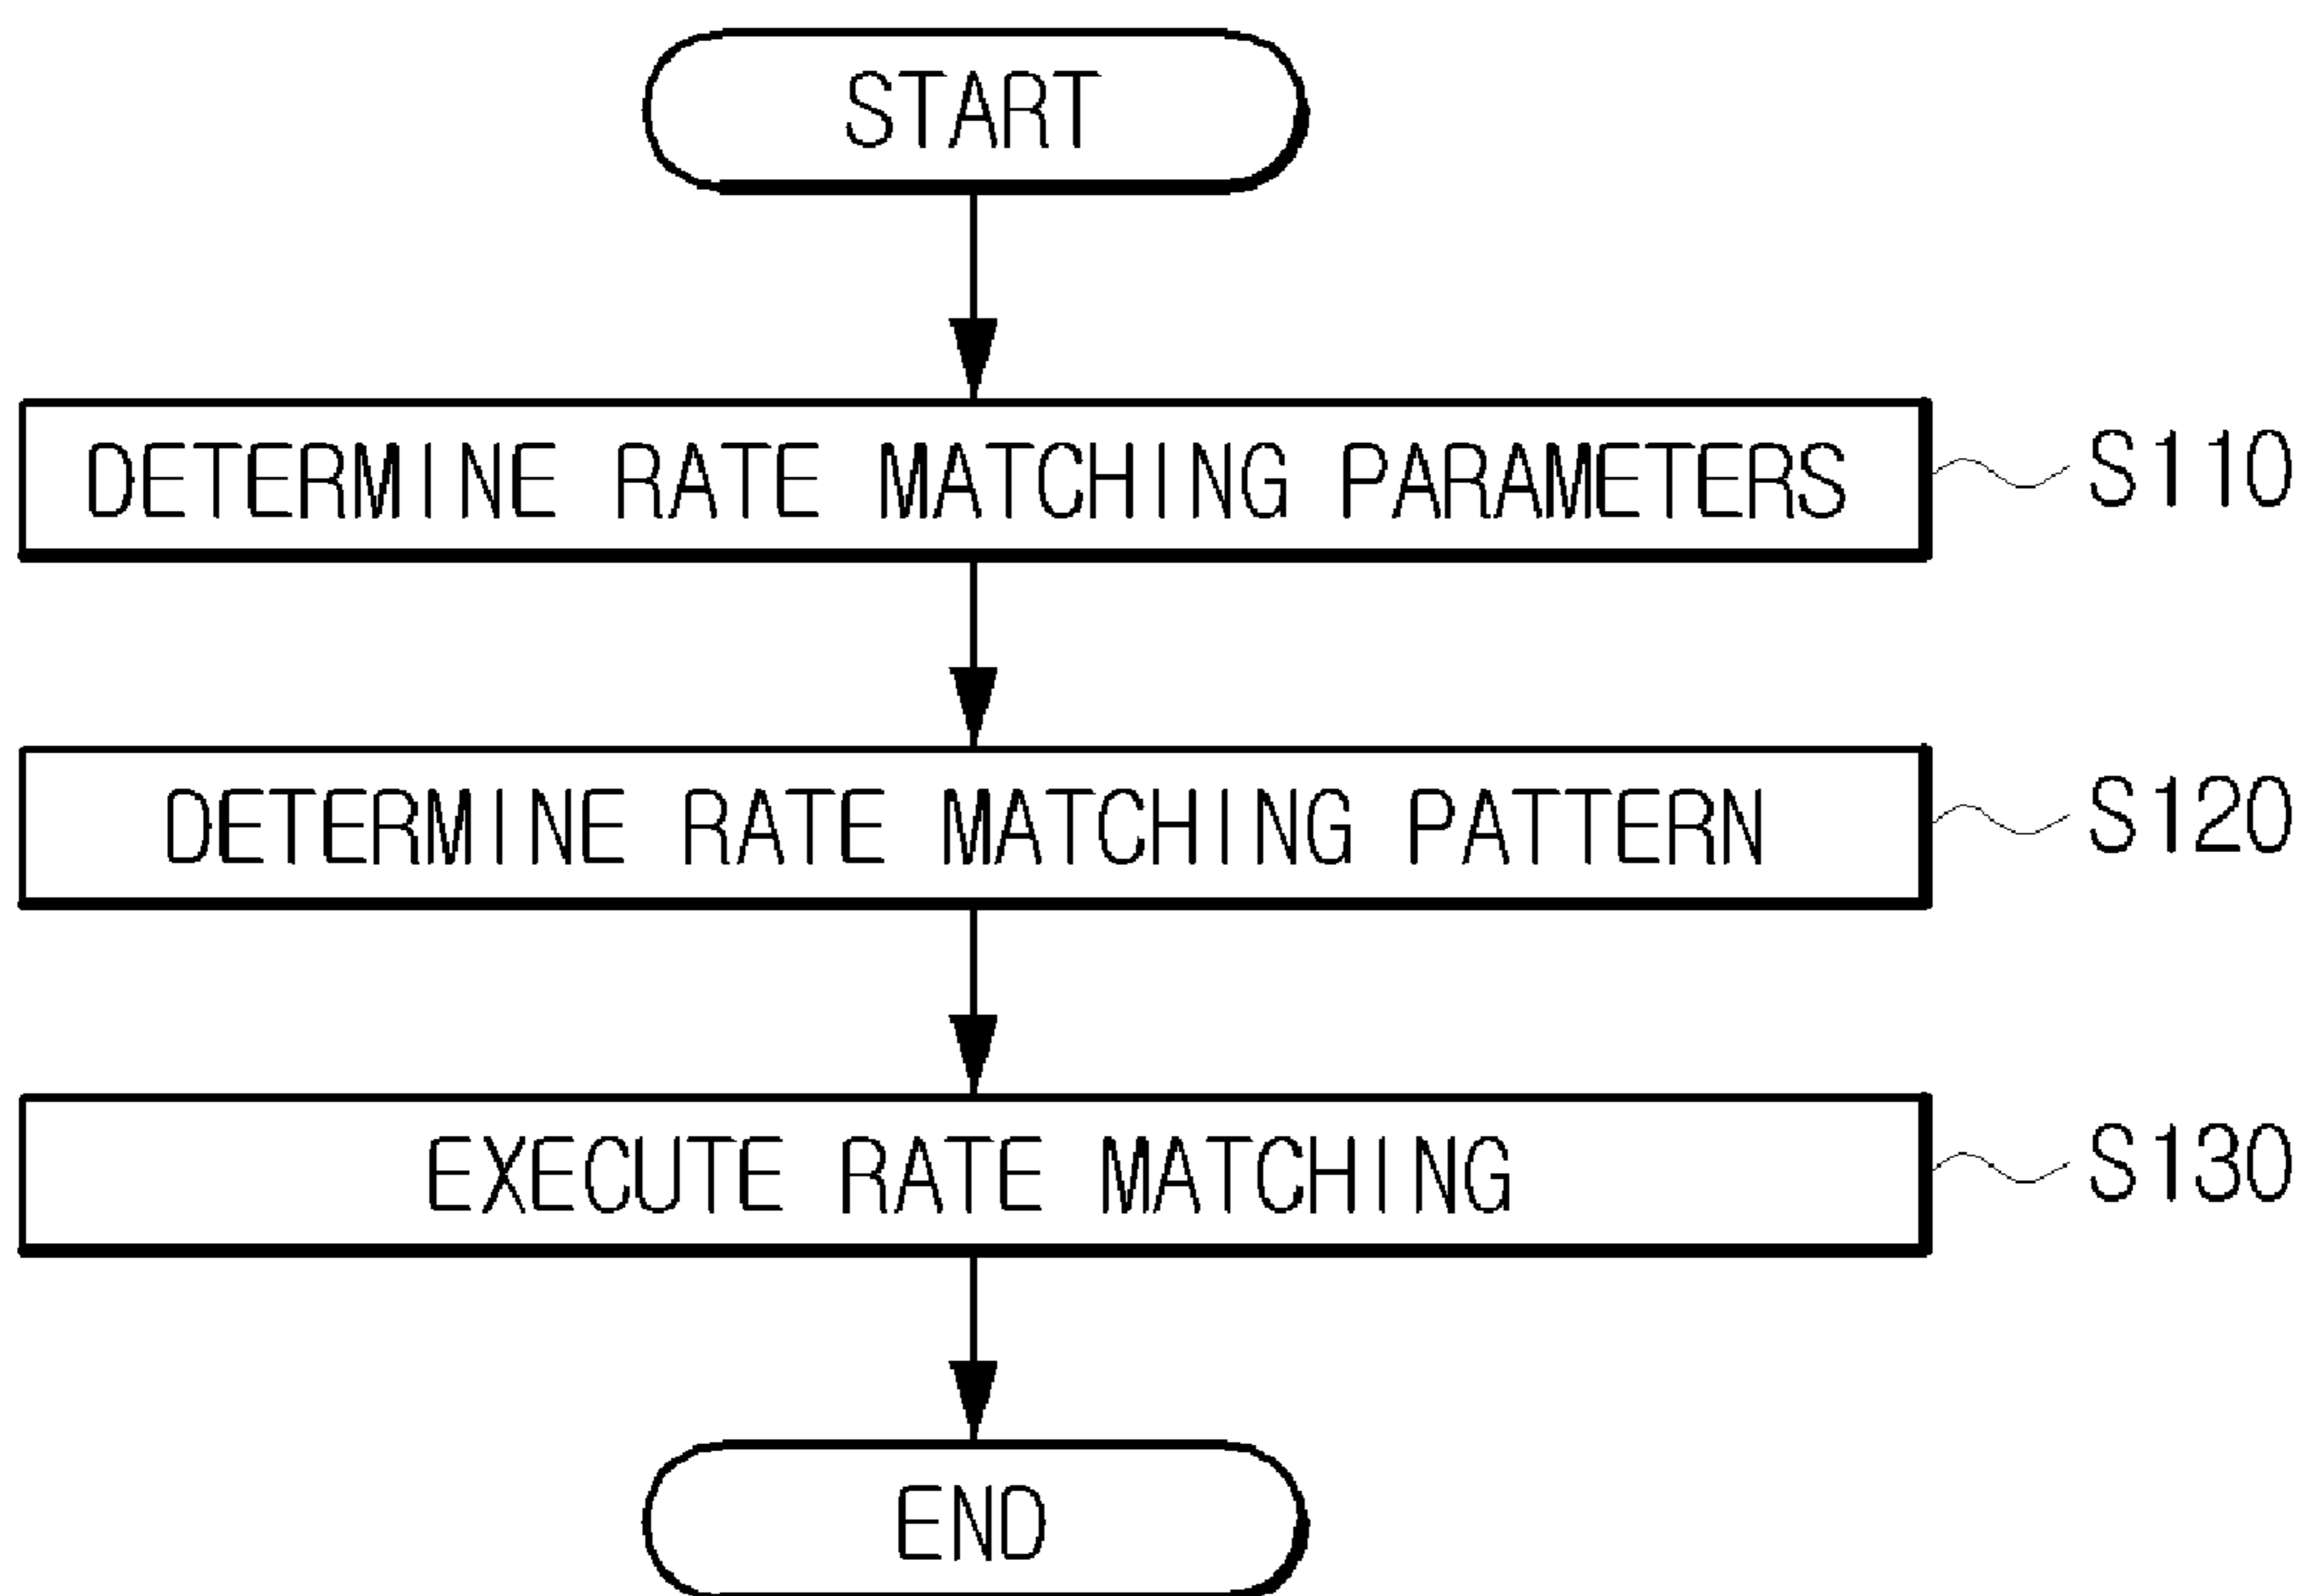 START
DETERMINE RATE MATCHING PARAMETERS S110
DETERMINE RATE MATCHING PATTERN S120
EXECUTE RATE MATCHING S130
END